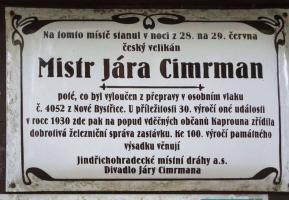 Na tomto místě stanul v noci z 28. na 29. června
český velikán
Mistr Jára Cimrman
poté, co byl vyloučen z přepravy v osobním vlaku
č. 4052 z Nové Bystřice. U příležitosti 30. výročí oné události
v roce 1930 zde pak na popud vděčných občanů Kaprouna zřídila
dobrotivá železniční správa zastávku. Ke 100. výročí památného
výsadku věnují
Jindřichohradecké místní dráhy a.s.
Divadlo Járy Cimrmana